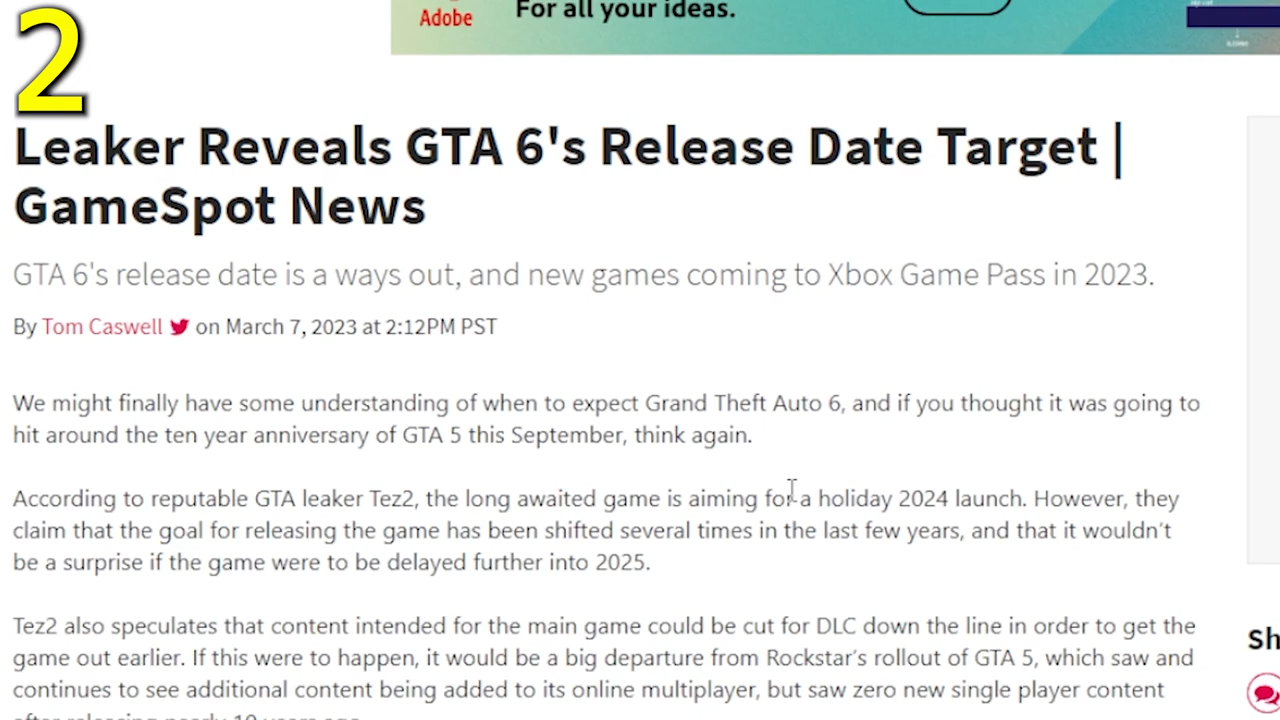 2
Adobe
For all your ideas.
Leaker Reveals GTA 6's Release Date Target |
GameSpot News
GTA 6's release date is a ways out, and new games coming to Xbox Game Pass in 2023.
By Tom Caswell on March 7, 2023 at 2:12PM PST
We might finally have some understanding of when to expect Grand Theft Auto 6, and if you thought it was going to
hit around the ten year anniversary of GTA 5 this September, think again.
According to reputable GTA leaker Tez2, the long awaited game is aiming for a holiday 2024 launch. However, they
claim that the goal for releasing the game has been shifted several times in the last few years, and that it wouldn't
be a surprise if the game were to be delayed further into 2025.
Tez2 also speculates that content intended for the main game could be cut for DLC down the line in order to get the
game out earlier. If this were to happen, it would be a big departure from Rockstar's rollout of GTA 5, which saw and
Sh
continues to see additional content being added to its online multiplayer, but saw zero new single player content
after releasing nearly 10 years ago.